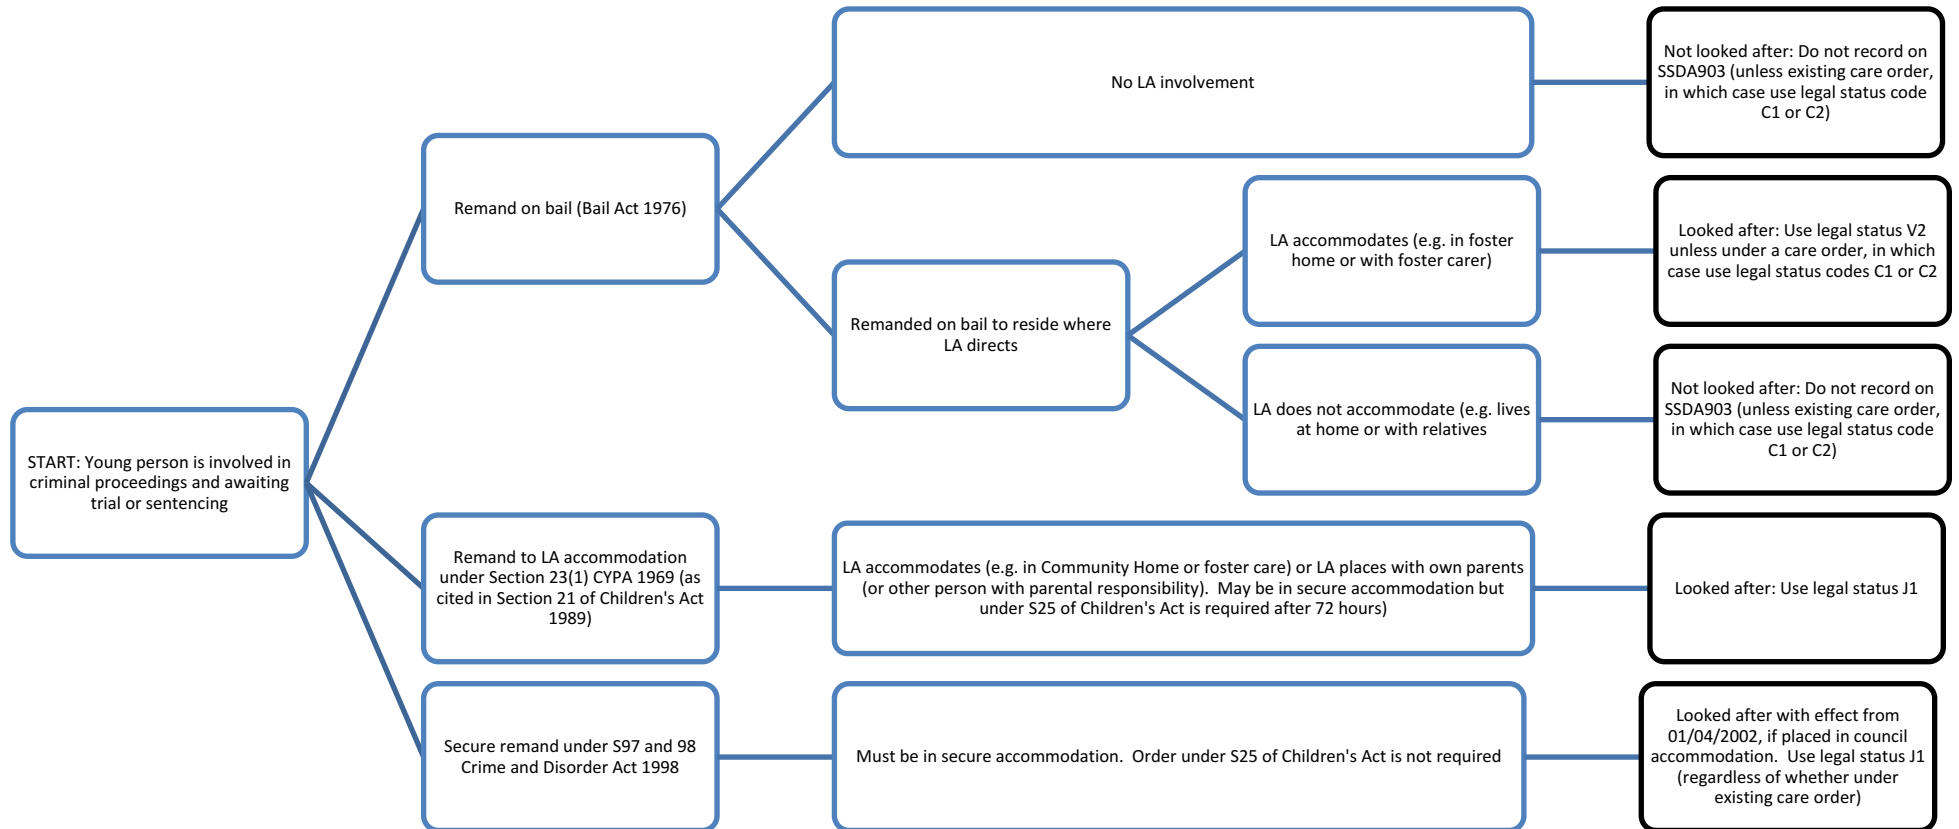 START: Young person is involved in
criminal proceedings and awaiting
trial or sentencing
Remand on bail (Bail Act 1976)
No LA involvement
Not looked after: Do not record on
SSDA903 (unless existing care order,
in which case use legal status code
C1 or C2)
Remanded on bail to reside where
LA directs
LA accommodates (e.g. in foster
home or with foster carer)
Looked after: Use legal status V2
unless under a care order, in which
case use legal status codes C1 or C2
LA does not accommodate (e.g. lives
at home or with relatives
Not looked after: Do not record on
SSDA903 (unless existing care order,
in which case use legal status code
C1 or C2)
Remand to LA accommodation
under Section 23(1) CYPA 1969 (as
cited in Section 21 of Children's Act
1989)
LA accommodates (e.g. in Community Home or foster care) or LA places with own parents
(or other person with parental responsibility). May be in secure accommodation but
under S25 of Children's Act is required after 72 hours)
Looked after: Use legal status J1
Secure remand under S97 and 98
Crime and Disorder Act 1998
Must be in secure accommodation. Order under S25 of Children's Act is not required
Looked after with effect from
01/04/2002, if placed in council
accommodation. Use legal status J1
(regardless of whether under
existing care order)